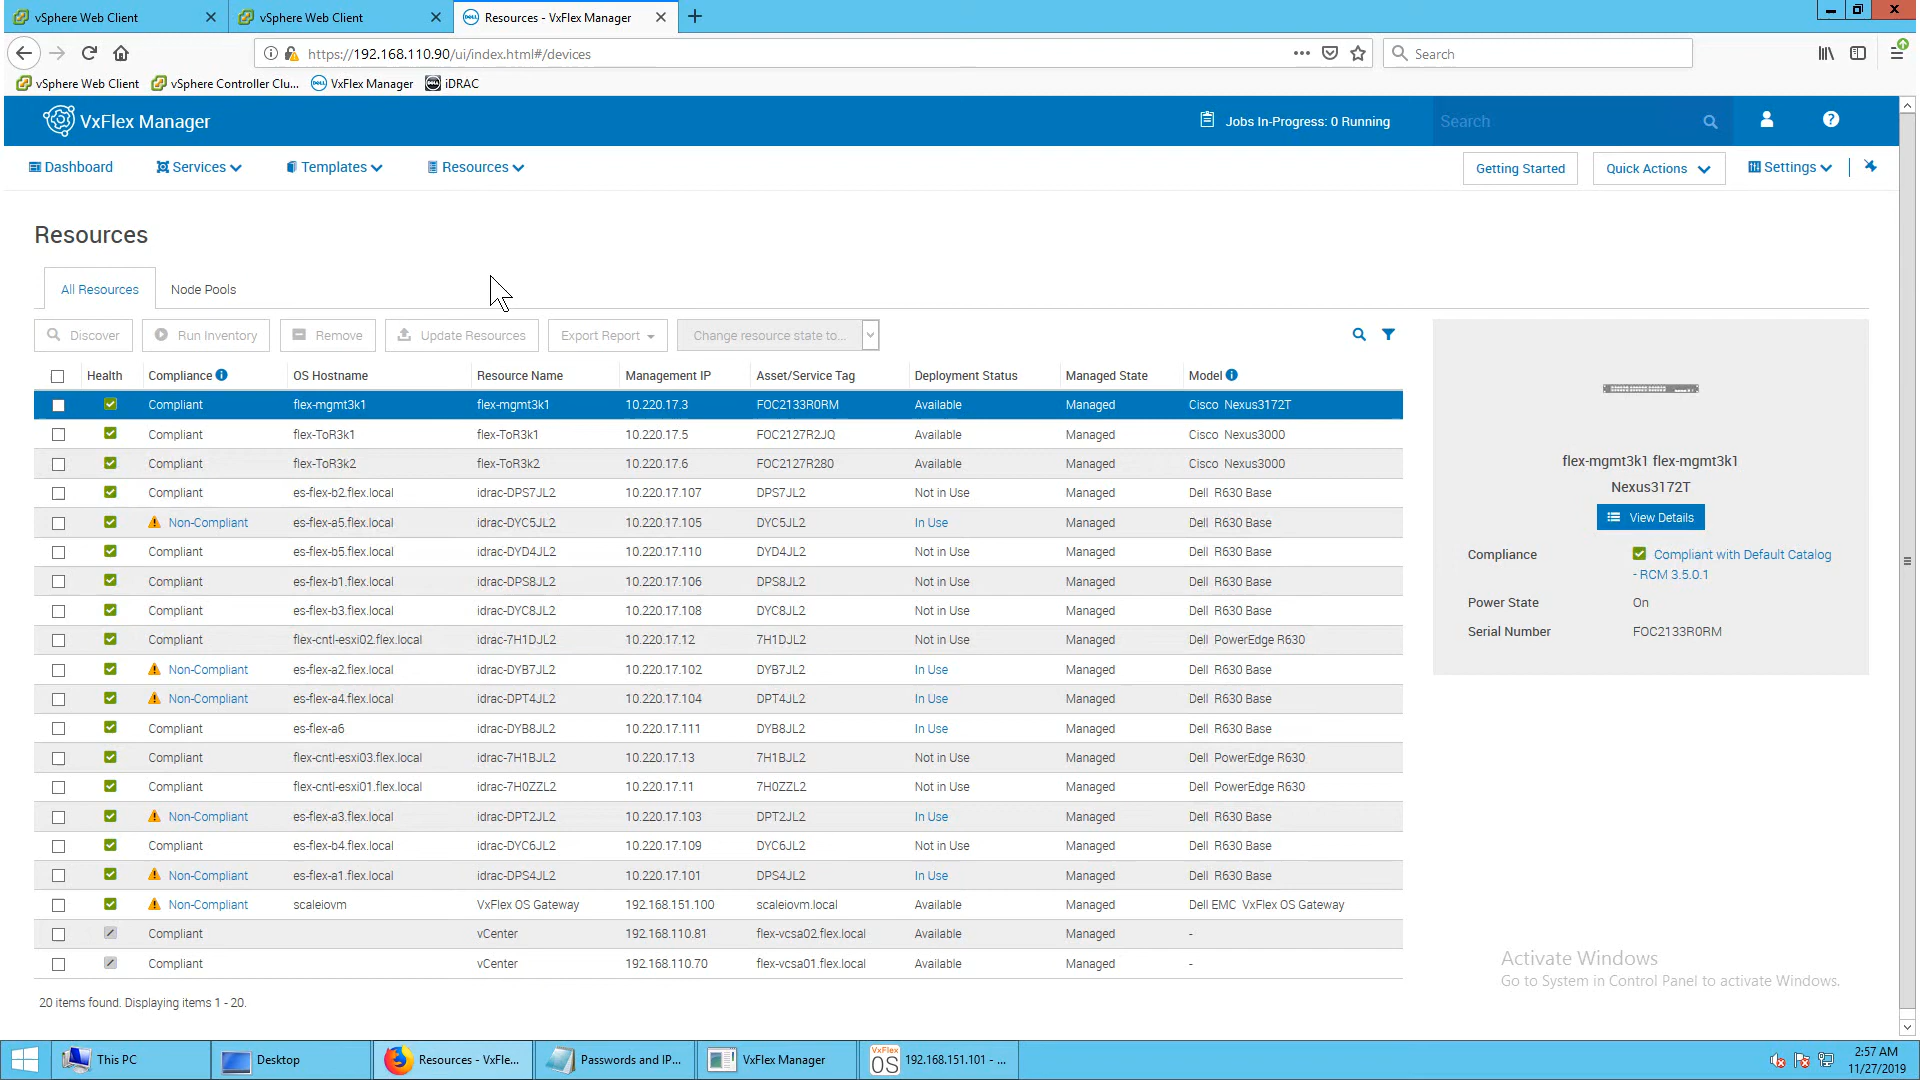 vSphere Web Client
vSphere Web Client
Resources - VxFlex Manager
https://192.168.110.90/ui/index.html#/devices
Search
vSphere Web Client
vSphere Controller Clu...
VxFlex Manager
iDRAC
VxFlex Manager
Jobs In-Progress: 0 Running
Search
Dashboard
Services
Templates
Resources
Getting Started
Quick Actions
Settings
Resources
All Resources
Node Pools
Discover
Run Inventory
Remove
Update Resources
Export Report
Change resource state to...
Health Compliance OS Hostname Resource Name Management IP Asset/Service Tag Deployment Status Managed State Model
Compliant flex-mgmt3k1 flex-mgmt3k1 10.220.17.3 FOC2133R0RM Available Managed Cisco Nexus3172T
Compliant flex-ToR3k1 flex-ToR3k1 10.220.17.5 FOC2127R2JQ Available Managed Cisco Nexus3000
Compliant flex-ToR3k2 flex-ToR3k2 10.220.17.6 FOC2127R280 Available Managed Cisco Nexus3000
Compliant es-flex-b2.flex.local idrac-DPS7JL2 10.220.17.107 DPS7JL2 Not in Use Managed Dell R630 Base
Non-Compliant es-flex-a5.flex.local idrac-DYC5JL2 10.220.17.105 DYC5JL2 In Use Managed Dell R630 Base
Compliant es-flex-b5.flex.local idrac-DYD4JL2 10.220.17.110 DYD4JL2 Not in Use Managed Dell R630 Base
Compliant es-flex-b1.flex.local idrac-DPS8JL2 10.220.17.106 DPS8JL2 Not in Use Managed Dell R630 Base
Compliant es-flex-b3.flex.local idrac-DYC8JL2 10.220.17.108 DYC8JL2 Not in Use Managed Dell R630 Base
Compliant flex-cntl-esxi02.flex.local idrac-7H1DJL2 10.220.17.12 7H1DJL2 Not in Use Managed Dell PowerEdge R630
Non-Compliant es-flex-a2.flex.local idrac-DYB7JL2 10.220.17.102 DYB7JL2 In Use Managed Dell R630 Base
Non-Compliant es-flex-a4.flex.local idrac-DPT4JL2 10.220.17.104 DPT4JL2 In Use Managed Dell R630 Base
Compliant es-flex-a6 idrac-DYB8JL2 10.220.17.111 DYB8JL2 In Use Managed Dell R630 Base
Compliant flex-cntl-esxi03.flex.local idrac-7H1BJL2 10.220.17.13 7H1BJL2 Not in Use Managed Dell PowerEdge R630
Compliant flex-cntl-esxi01.flex.local idrac-7H0ZZL2 10.220.17.11 7H0ZZL2 Not in Use Managed Dell PowerEdge R630
Non-Compliant es-flex-a3.flex.local idrac-DPT2JL2 10.220.17.103 DPT2JL2 In Use Managed Dell R630 Base
Compliant es-flex-b4.flex.local idrac-DYC6JL2 10.220.17.109 DYC6JL2 Not in Use Managed Dell R630 Base
Non-Compliant es-flex-a1.flex.local idrac-DPS4JL2 10.220.17.101 DPS4JL2 In Use Managed Dell R630 Base
Non-Compliant scaleiovm VxFlex OS Gateway 192.168.151.100 scaleiovm.local Available Managed Dell EMC VxFlex OS Gateway
Compliant vCenter 192.168.110.81 flex-vcsa02.flex.local Available Managed -
Compliant vCenter 192.168.110.70 flex-vcsa01.flex.local Available Managed -
20 items found. Displaying items 1 - 20.
flex-mgmt3k1 flex-mgmt3k1
Nexus3172T
View Details
Compliance Compliant with Default Catalog
- RCM 3.5.0.1
Power State On
Serial Number FOC2133R0RM
Activate Windows
Go to System in Control Panel to activate Windows.
This PC
Desktop
Resources - VxFle...
Passwords and IP...
VxFlex Manager
VxFlex OS
192.168.151.101 - ...
2:57 AM
11/27/2019